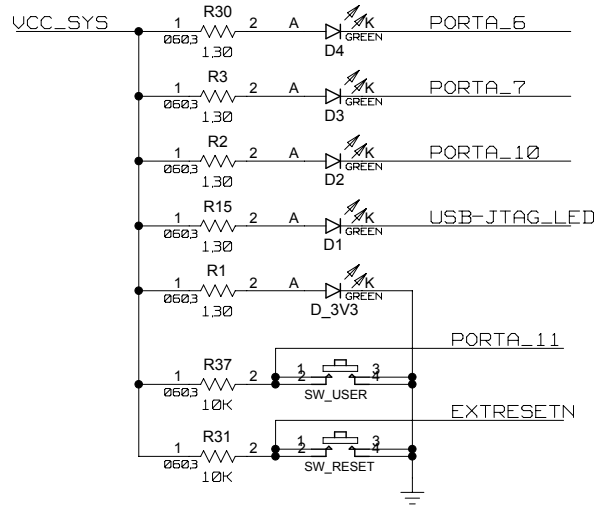 VCC_SYS
R30
1 2 A K PORTA_6
0603 GREEN
130 D4
R3
1 2 A K PORTA_7
0603 GREEN
130 D3
R2
1 2 A K PORTA_10
0603 GREEN
130 D2
R15
1 2 A K USB-JTAG_LED
0603 GREEN
130 D1
R1
1 2 A K
0603 GREEN
130 D_3V3
PORTA_11
R37
1 2 1 2 3 4
0603 SW_USER
10K
EXTRESETN
R31
1 2 1 2 3 4
0603 SW_RESET
10K